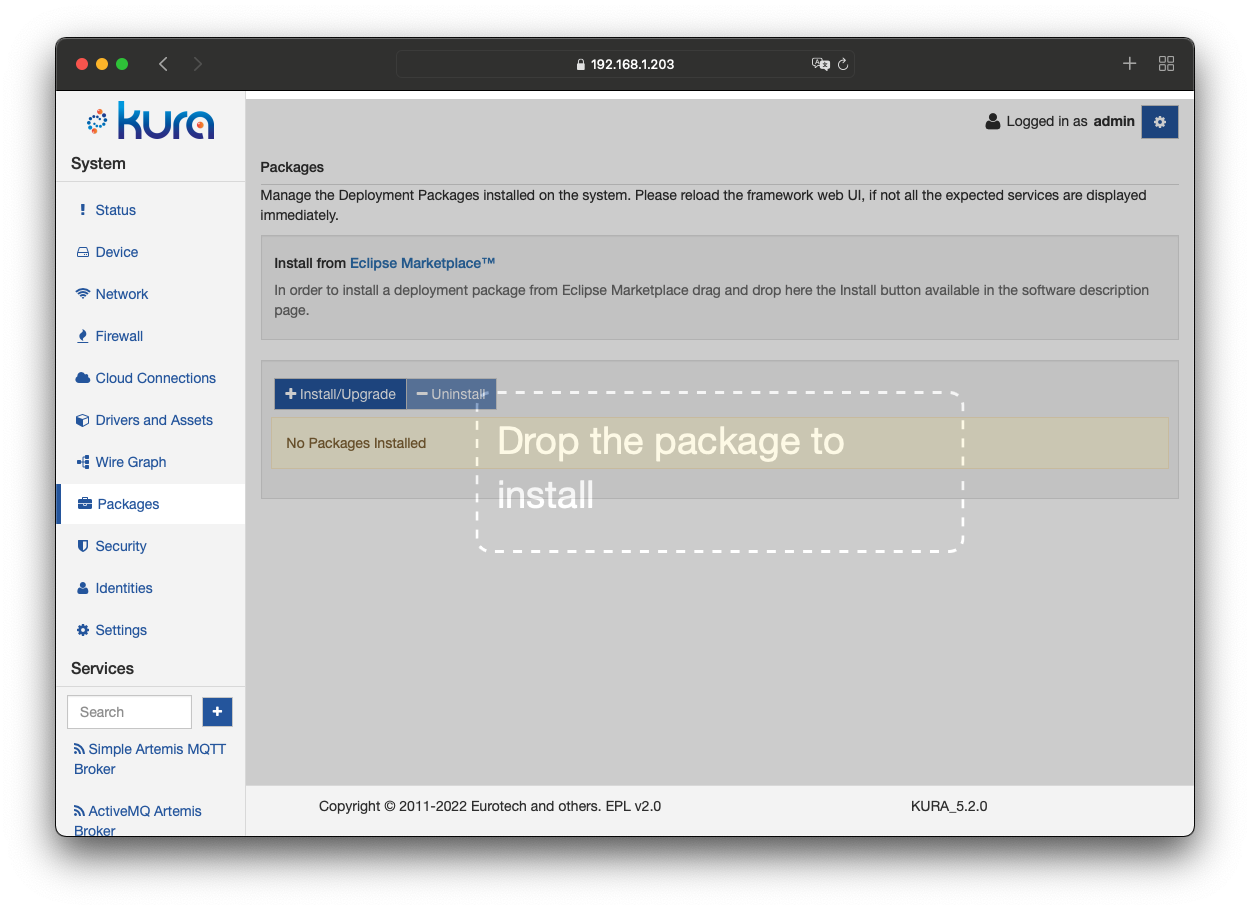 192.168.1.203
kura
System
Status
Device
Network
Firewall
Cloud Connections
Drivers and Assets
Wire Graph
Packages
Security
Identities
Settings
Services
Search
Simple Artemis MQTT
Broker
ActiveMQ Artemis
Broker
Logged in as admin
Packages
Manage the Deployment Packages installed on the system. Please reload the framework web UI, if not all the expected services are displayed
immediately.
Install from Eclipse Marketplace™
In order to install a deployment package from Eclipse Marketplace drag and drop here the Install button available in the software description
page.
Install/Upgrade
Uninstall
No Packages Installed
Drop the package to
install
Copyright © 2011-2022 Eurotech and others. EPL v2.0
KURA_5.2.0